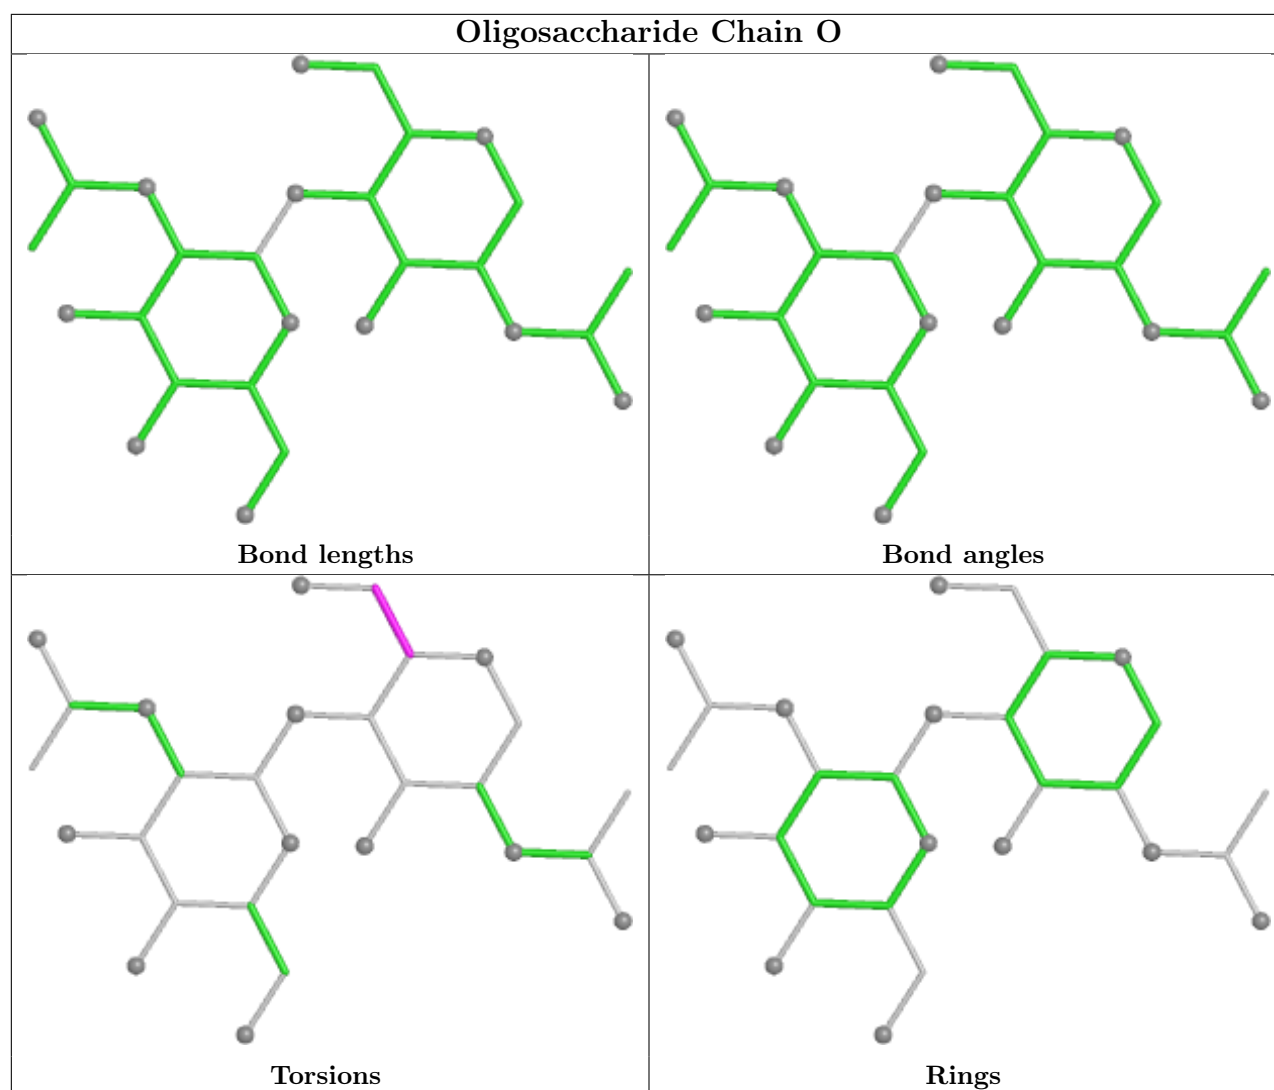 Oligosaccharide Chain O
Bond lengths
Bond angles
Torsions
Rings